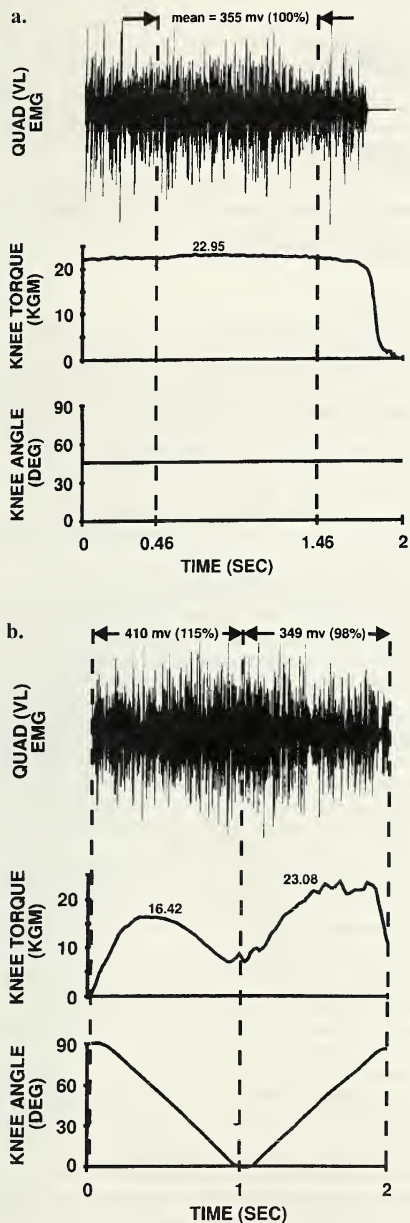 a.
mean = 355 mv (100%)
QUAD (VL)
EMG
22.95
KNEE TORQUE
(KGM)
20
10
0
KNEE ANGLE
(DEG)
90
60
30
0
0 0.46 1.46 2
TIME (SEC)
b.
410 mv (115%) 349 mv (98%)
QUAD (VL)
EMG
16.42
23.08
KNEE TORQUE
(KGM)
20
10
0
KNEE ANGLE
(DEG)
90
60
30
0
0 1 2
TIME (SEC)